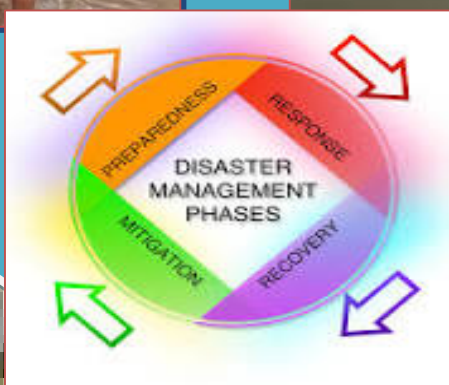 PREPAREDNESS
RESPONSE
DISASTER
MANAGEMENT
PHASES
MITIGATION
RECOVERY